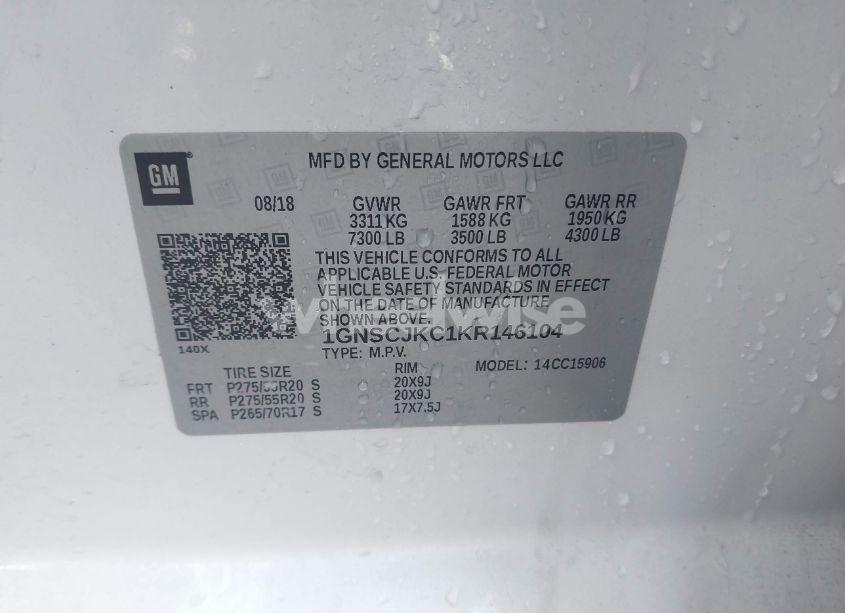 GM
MFD BY GENERAL MOTORS LLC
08/18 GVWR GAWR FRT GAWR RR
3311 KG 1588 KG 1950 KG
7300 LB 3500 LB 4300 LB
THIS VEHICLE CONFORMS TO ALL
APPLICABLE U.S. FEDERAL MOTOR
VEHICLE SAFETY STANDARDS IN EFFECT
ON THE DATE OF MANUFACTURE
SHOWN ABOVE.
1GNSCJKC1KR146104
140X
TYPE: M.P.V. MODEL: 14CC15906
TIRE SIZE RIM
FRT P275/55R20 S 20X9J
RR P275/55R20 S 20X9J
SPA P265/70R17 S 17X7.5J